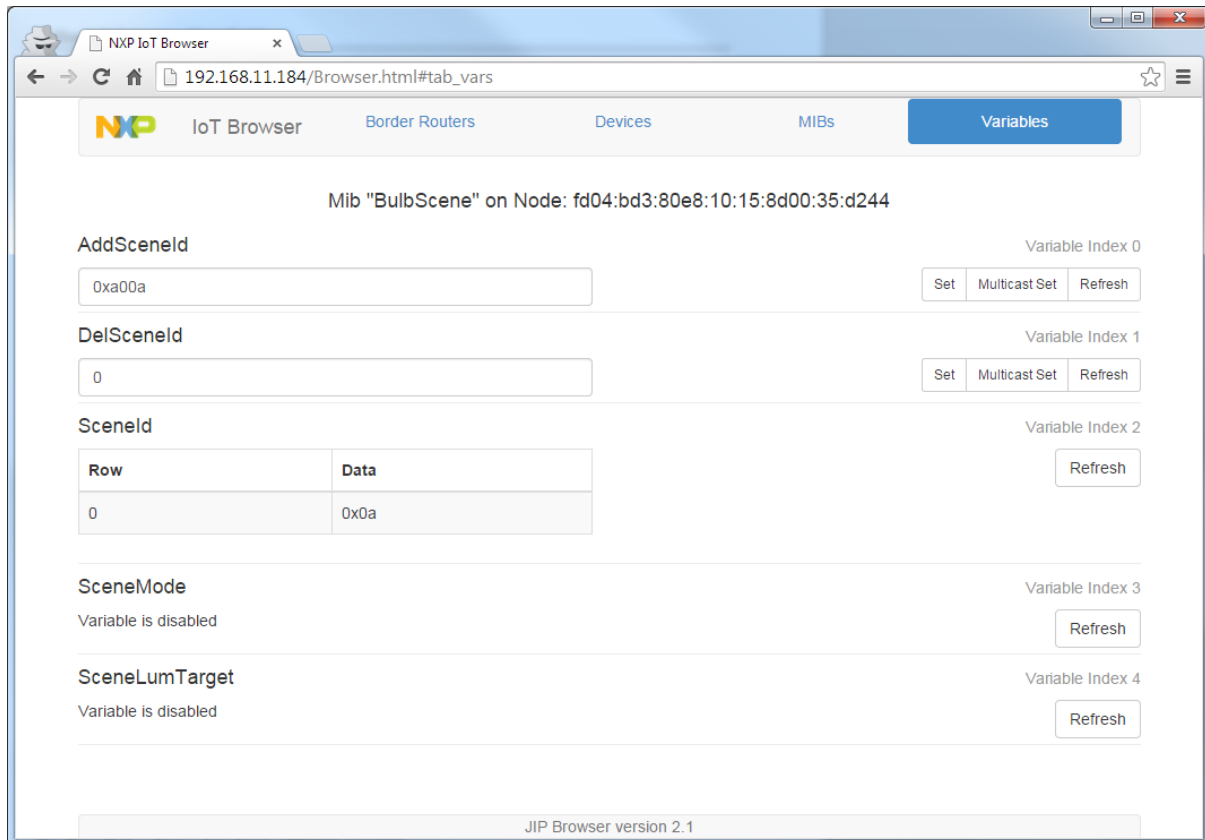 NXP IoT Browser
192.168.11.184/Browser.html#tab_vars
NXP IoT Browser Border Routers Devices MIBs Variables
Mib "BulbScene" on Node: fd04:bd3:80e8:10:15:8d00:35:d244
AddSceneId Variable Index 0
0xa00a Set Multicast Set Refresh
DelSceneId Variable Index 1
0 Set Multicast Set Refresh
SceneId Variable Index 2
Row Data Refresh
0 0x0a
SceneMode Variable Index 3
Variable is disabled Refresh
SceneLumTarget Variable Index 4
Variable is disabled Refresh
JIP Browser version 2.1